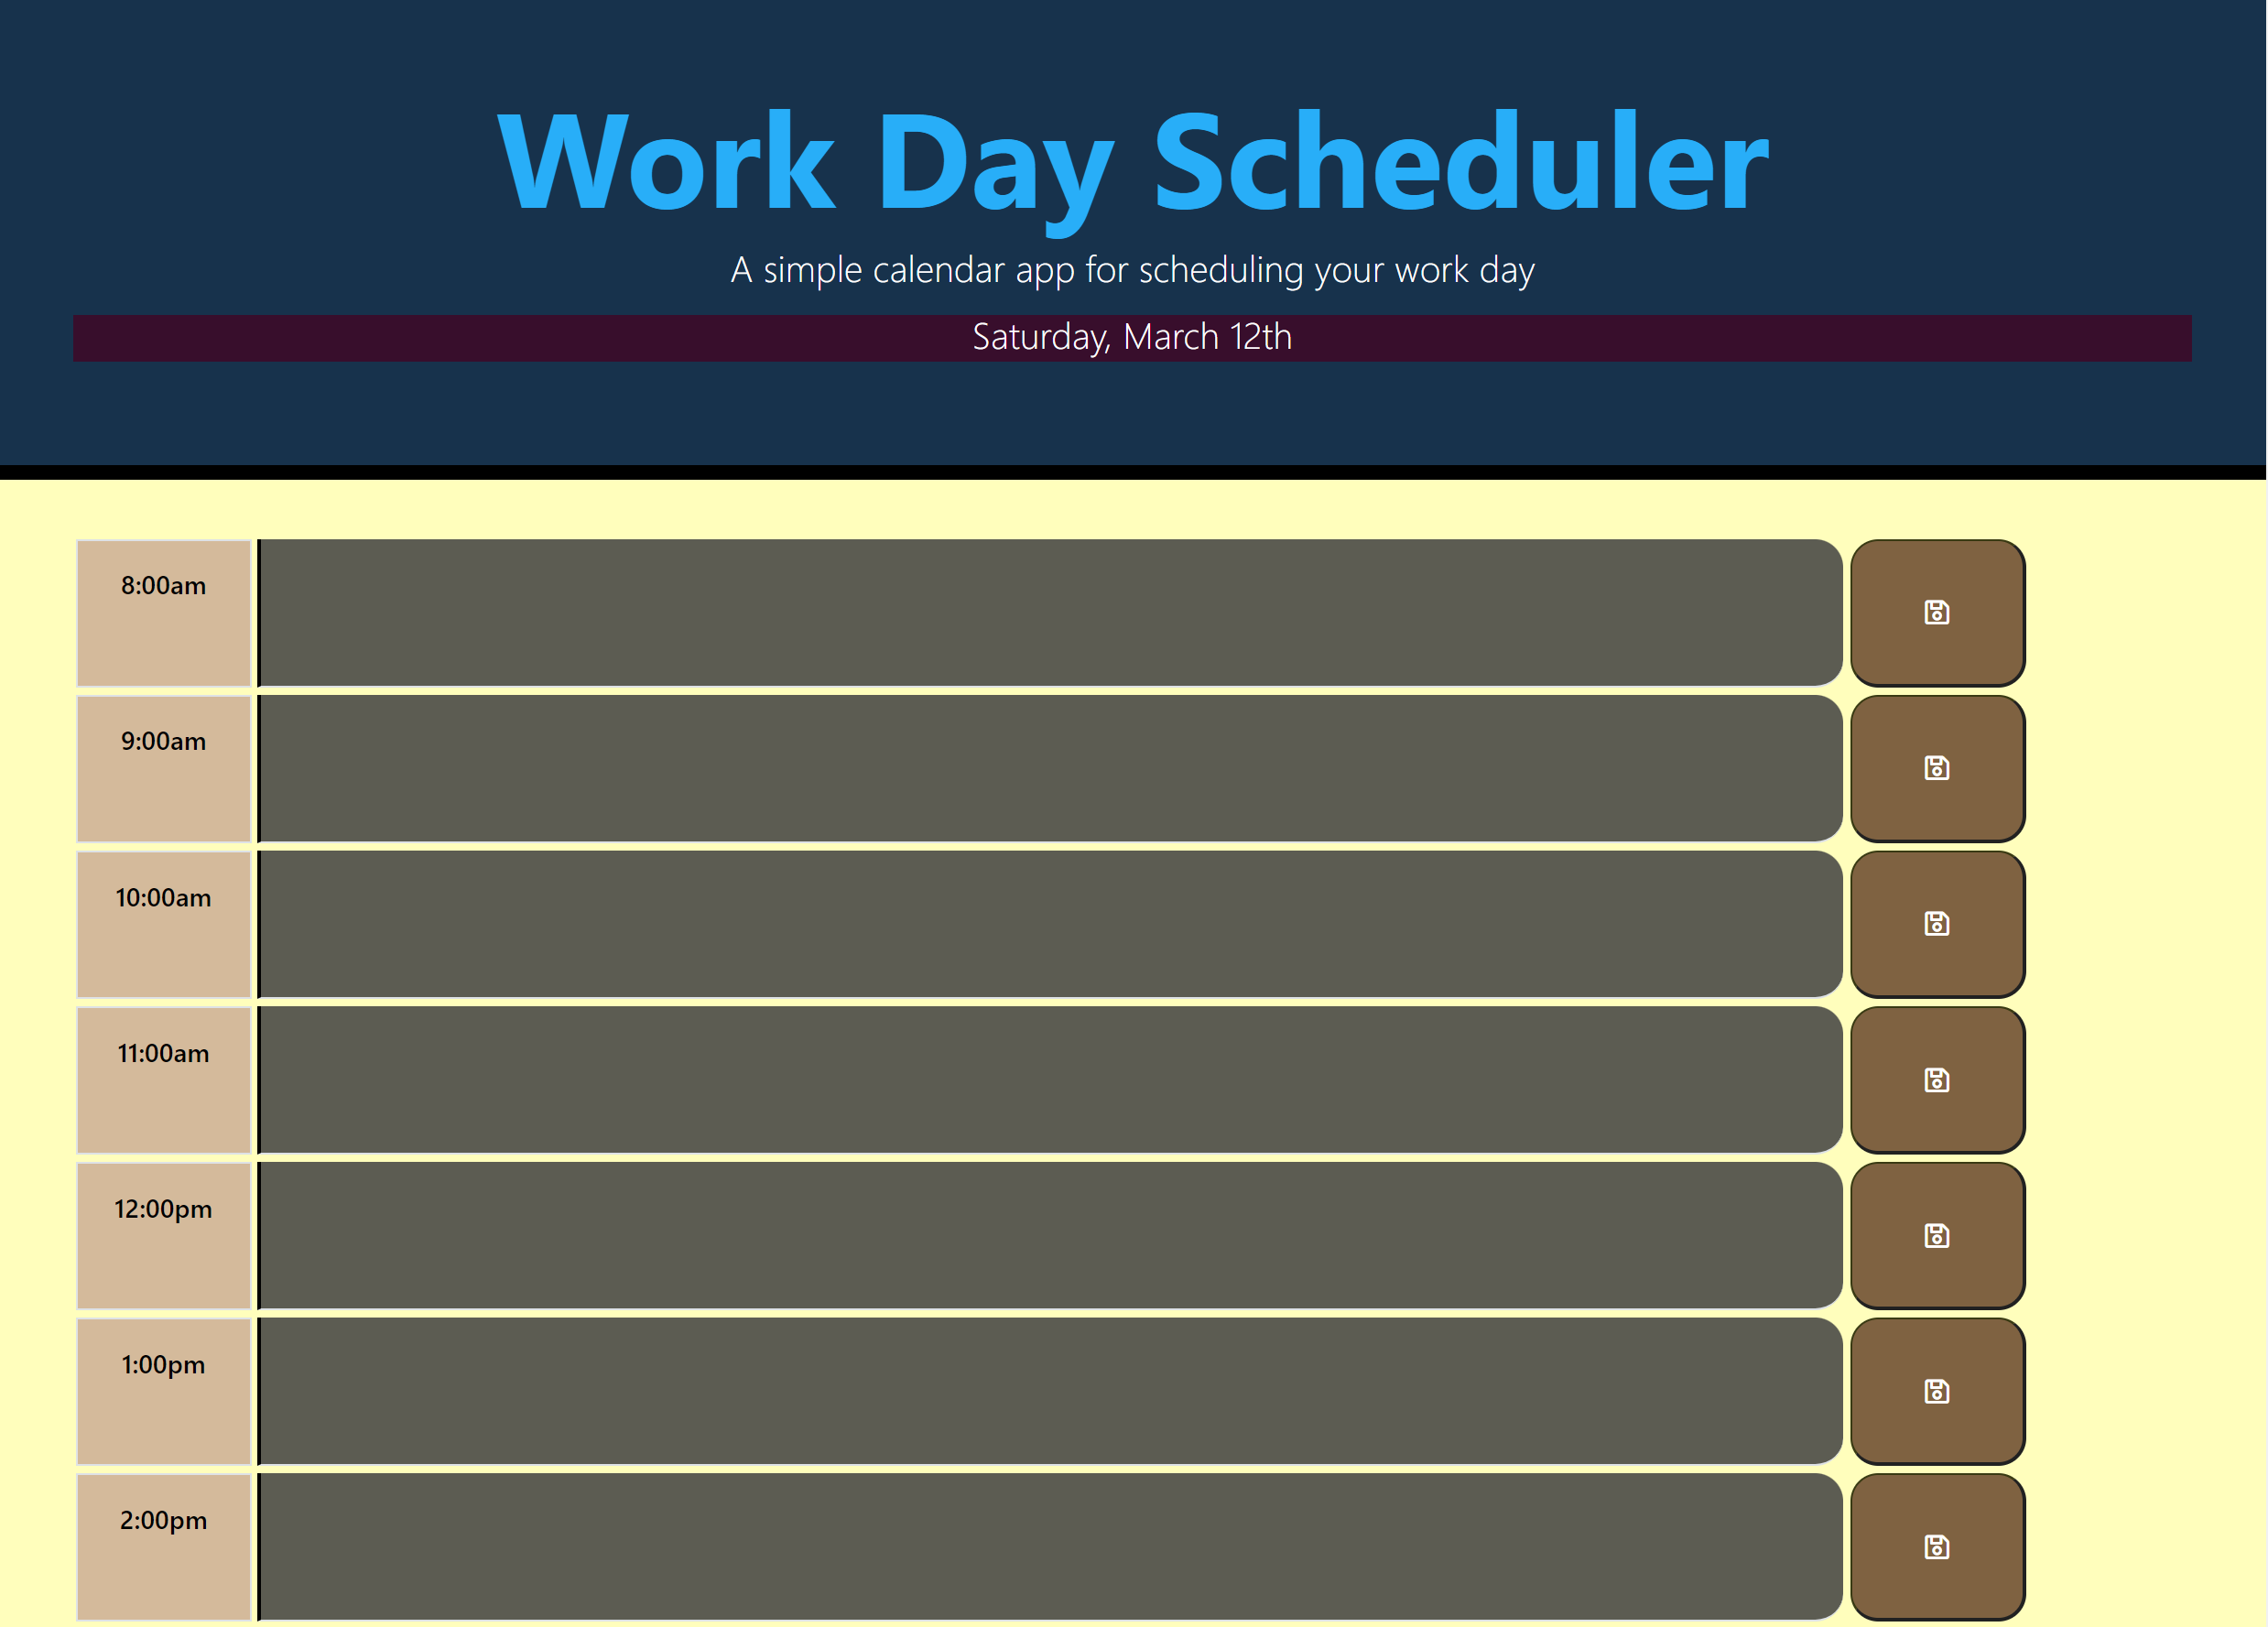 Work Day Scheduler
A simple calendar app for scheduling your work day
Saturday, March 12th
8:00am
9:00am
10:00am
11:00am
12:00pm
1:00pm
2:00pm